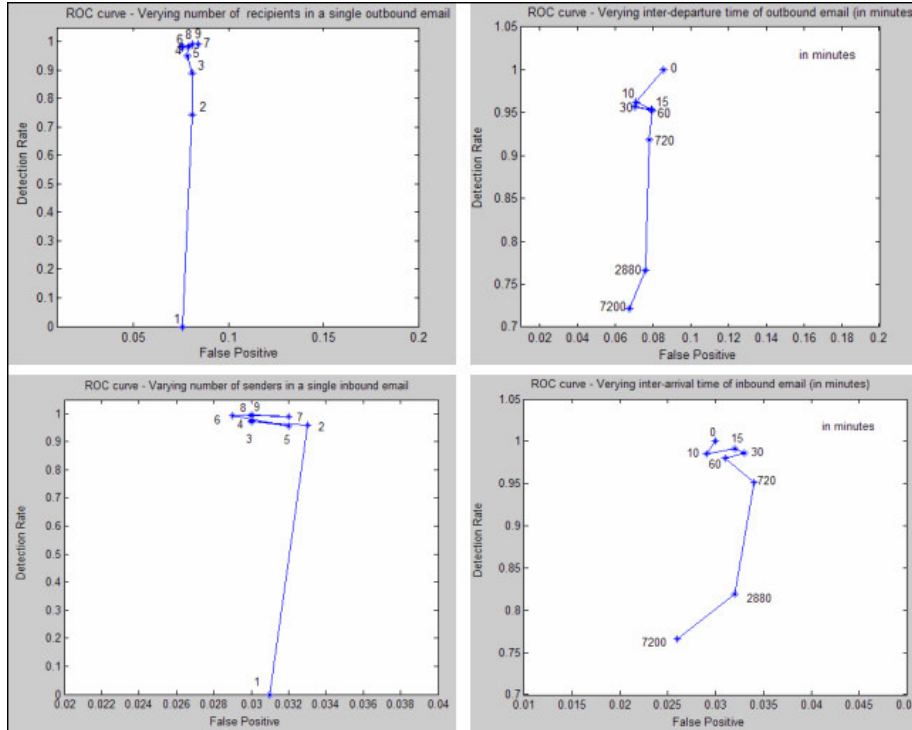 ROC curve - Verying number of recipients in a single outbound email
1.05
1
0.9
0.8
0.7
0.6
0.5
0.4
0.3
0.2
0.1
0
Detection Rate
6 8 9 7
4 5
3
2
1
0.05 0.1 0.15 0.2
False Positive
ROC curve - Verying inter-departure time of outbound email (in minutes
1.05
1
0.95
0.9
0.85
0.8
0.75
0.7
Detection Rate
in minutes
0
10 15
30 60
720
2880
7200
0.02 0.04 0.06 0.08 0.1 0.12 0.14 0.16 0.18 0.2
False Positive
ROC curve - Varying number of senders in a single inbound email
1
0.9
0.8
0.7
0.6
0.5
0.4
0.3
0.2
0.1
0
Detection Rate
8 9
6 4 7 2
3 5
1
0.02 0.022 0.024 0.026 0.028 0.03 0.032 0.034 0.036 0.038 0.04
False Positive
ROC curve - Verying inter-arrival time of inbound email (in minutes)
1.05
1
0.95
0.9
0.85
0.8
0.75
0.7
Detection Rate
in minutes
0 15
10 30
60
720
2880
7200
0.01 0.015 0.02 0.025 0.03 0.035 0.04 0.045 0.0
False Positive